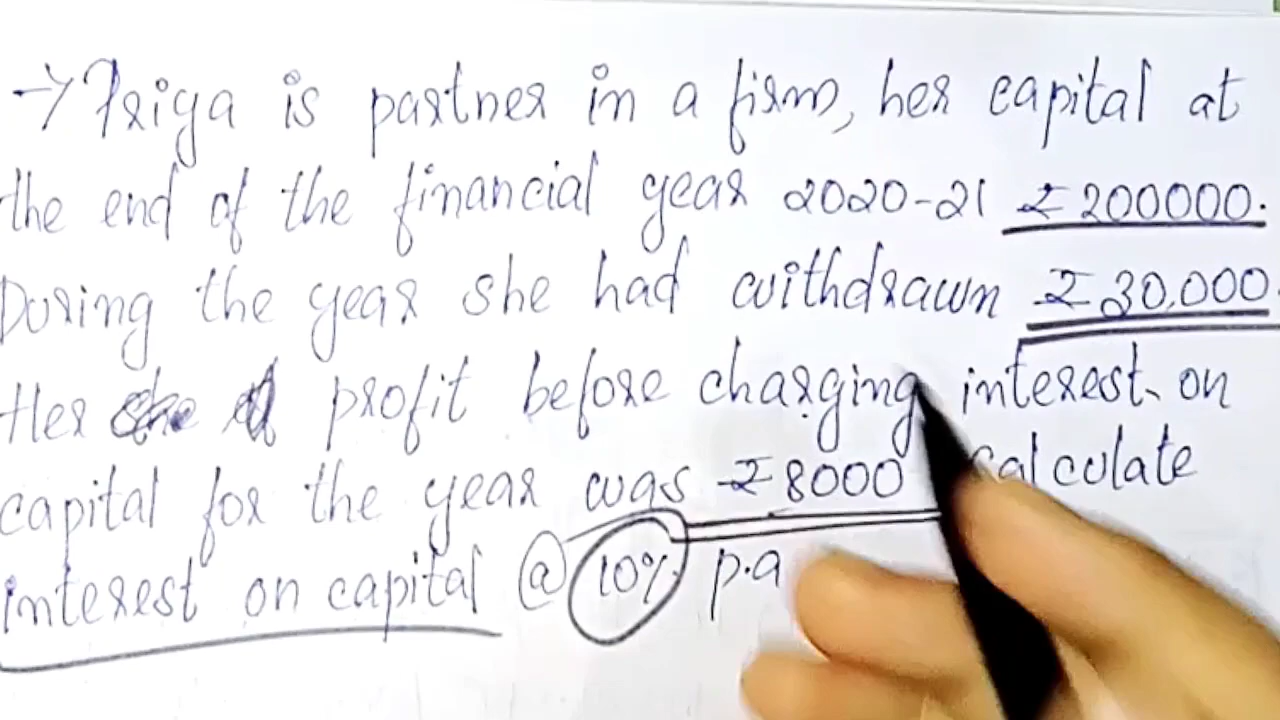 → Priya is partner in a firm, her capital at
the end of the financial year 2020-21 ₹ 200000.
During the year she had withdrawn ₹ 30,000.
Her she profit before charging interest on
capital for the year was ₹ 8000 calculate
interest on capital @ 10% p.a